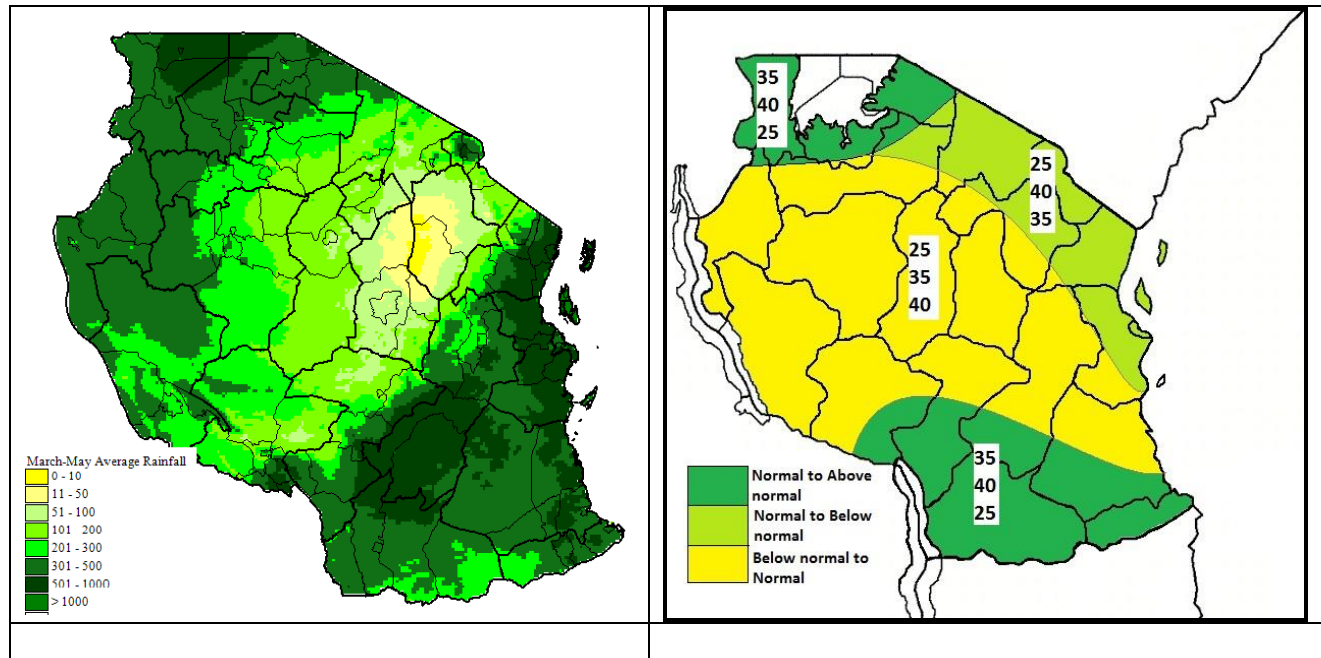 March-May Average Rainfall
0 - 10
11 - 50
51 - 100
101 200
201 - 300
301 - 500
501 - 1000
> 1000
35
40
25
25
40
35
25
35
40
35
40
25
Normal to Above
normal
Normal to Below
normal
Below normal to
Normal